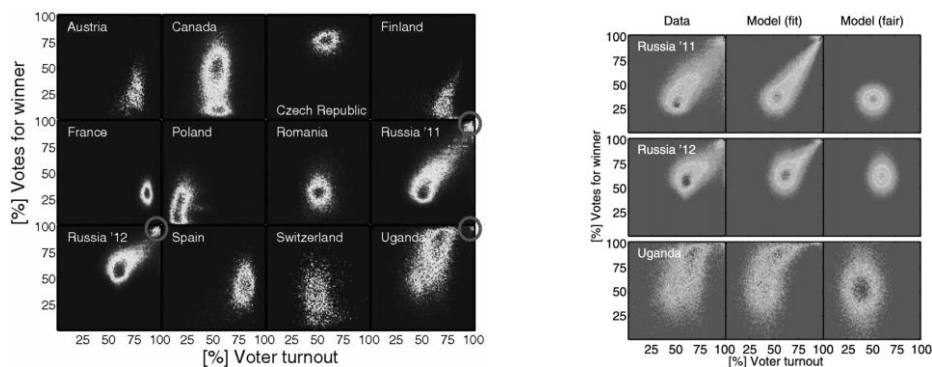 Austria
Canada
Finland
Czech Republic
France
Poland
Romania
Russia '11
Russia '12
Spain
Switzerland
Uganda
[%] Votes for winner
100
75
50
25
100
75
50
25
100
75
50
25
25 50 75 100 25 50 75 100 25 50 75 100 25 50 75 100
[%] Voter turnout
Data Model (fit) Model (fair)
Russia '11
Russia '12
Uganda
[%] Votes for winner
100
75
50
25
100
75
50
25
100
75
50
25
25 50 75 100 25 50 75 100 25 50 75 100
[%] Voter turnout